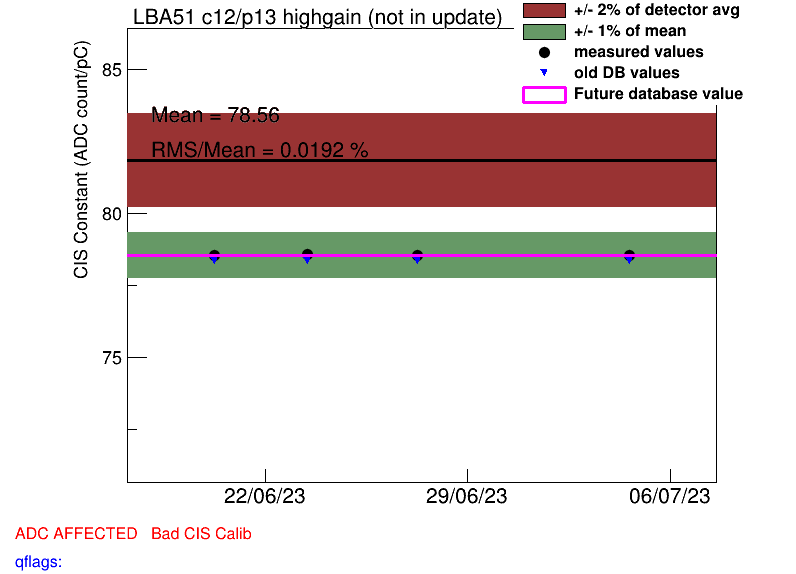 LBA51 c12/p13 highgain (not in update)
+/- 2% of detector avg
+/- 1% of mean
measured values
old DB values
Future database value
CIS Constant (ADC count/pC)
85
80
75
Mean = 78.56
RMS/Mean = 0.0192 %
22/06/23
29/06/23
06/07/23
ADC AFFECTED Bad CIS Calib
qflags: